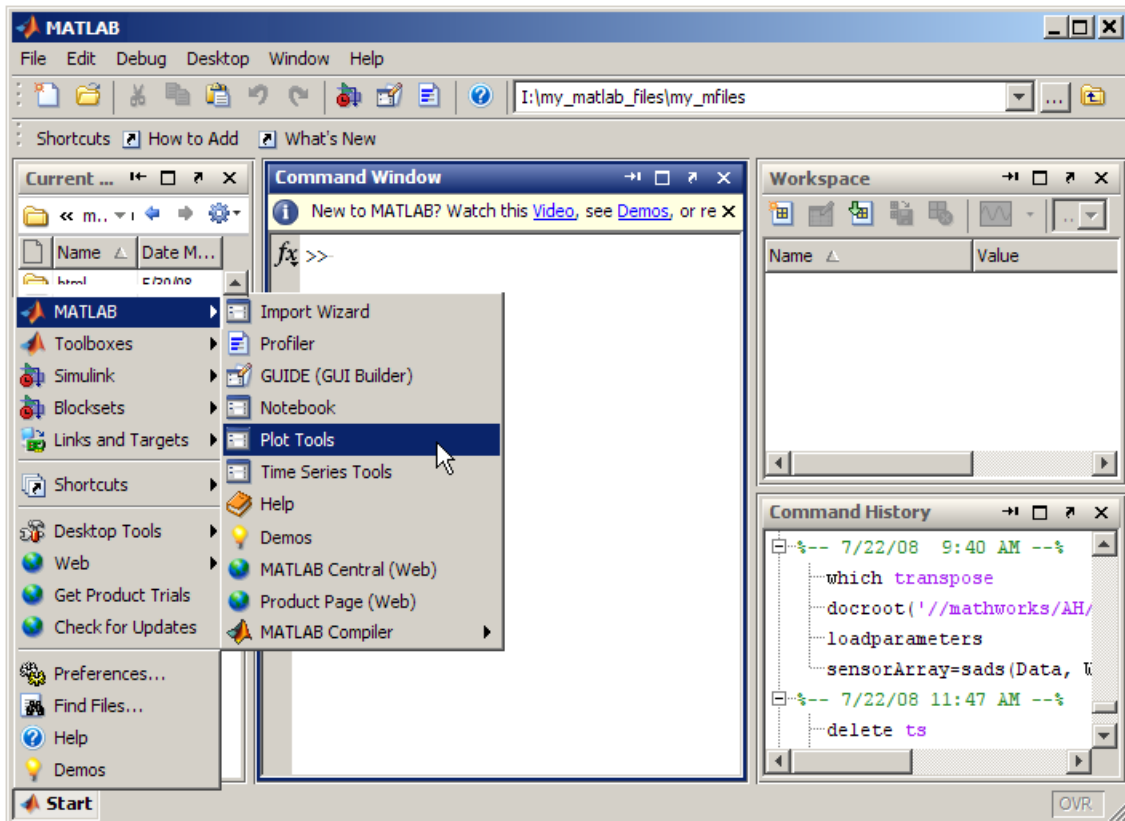 MATLAB
File Edit Debug Desktop Window Help
I:\my_matlab_files\my_mfiles ...
Shortcuts How to Add What's New
Current ...
« m..
Name Date M...
html 5/20/08
Command Window
New to MATLAB? Watch this Video, see Demos, or re
fx >>
Workspace
..
Name Value
Command History
%-- 7/22/08 9:40 AM --%
which transpose
docroot('//mathworks/AH/
loadparameters
sensorArray=sads(Data, W
%-- 7/22/08 11:47 AM --%
delete ts
MATLAB
Toolboxes
Simulink
Blocksets
Links and Targets
Shortcuts
Desktop Tools
Web
Get Product Trials
Check for Updates
Preferences...
Find Files...
Help
Demos
Import Wizard
Profiler
GUIDE (GUI Builder)
Notebook
Plot Tools
Time Series Tools
Help
Demos
MATLAB Central (Web)
Product Page (Web)
MATLAB Compiler
Start
OVR